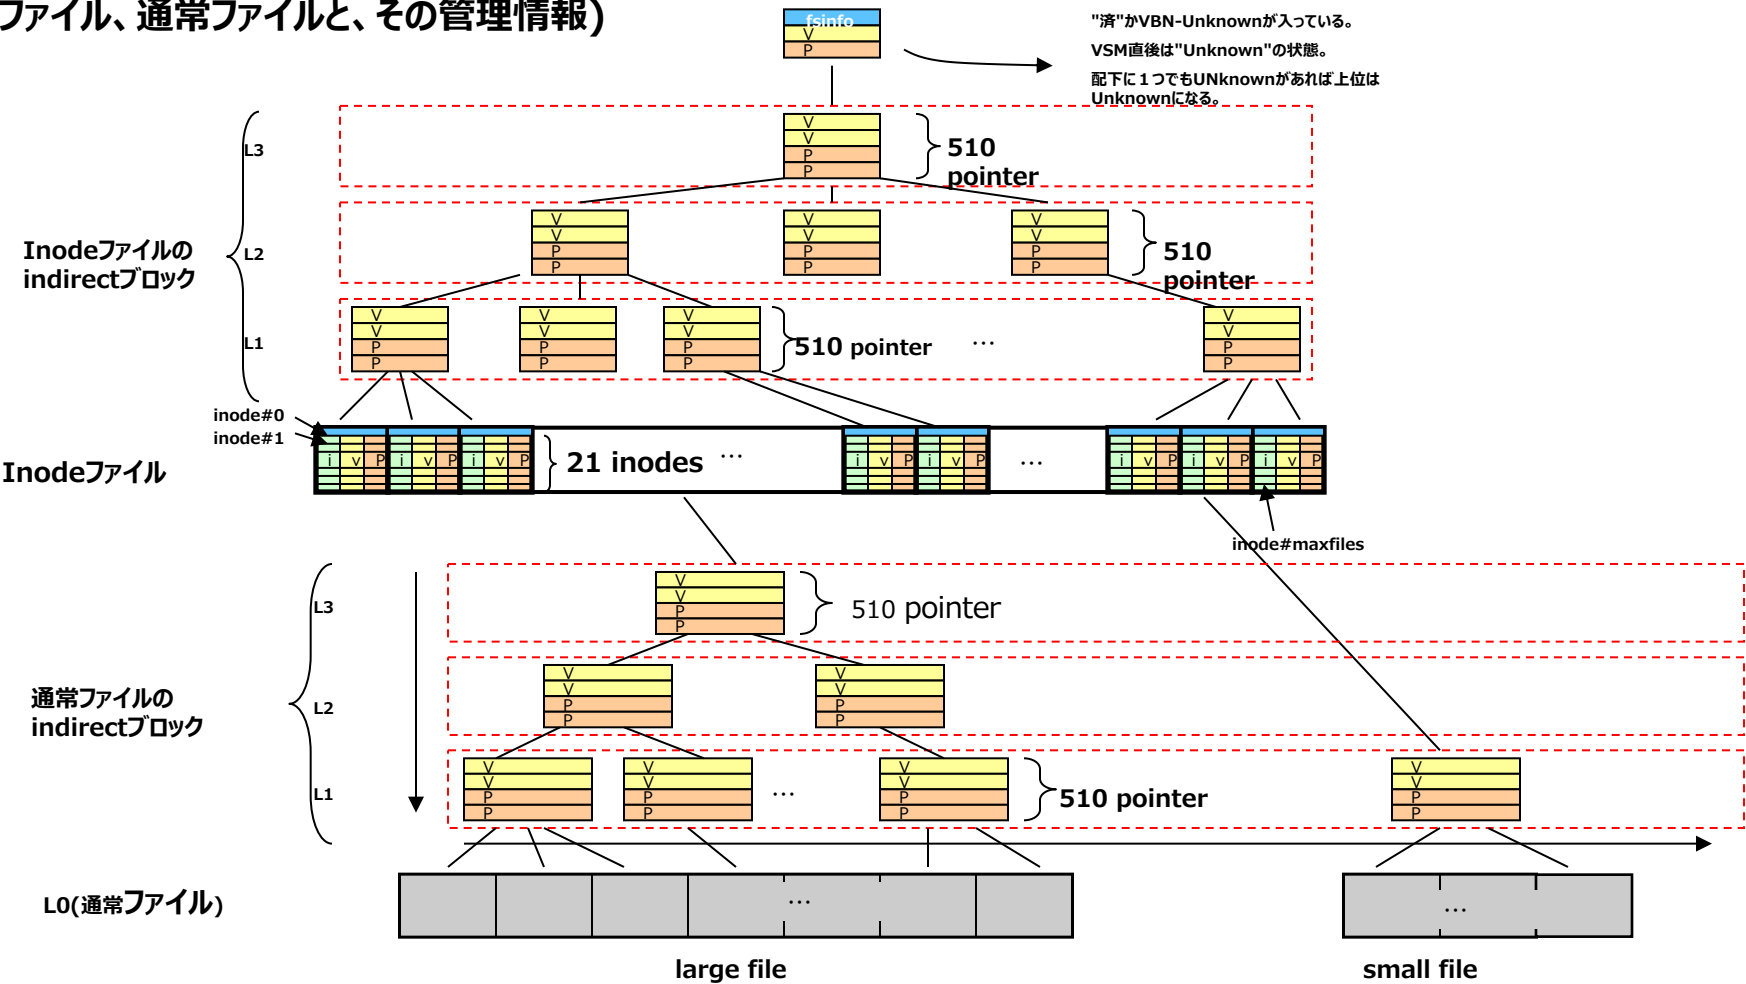 ファイル、通常ファイルと、その管理情報)
fsinfo
V
P
"済"かVBN-Unknownが入っている。
VSM直後は"Unknown"の状態。
配下に１つでもUNknownがあれば上位は
Unknownになる。
L3
V
V
P
P
510
pointer
Inodeファイルの
indirectブロック
L2
V
V
P
P
V
V
P
P
V
V
P
P
510
pointer
L1
V
V
P
P
V
V
P
P
V
V
P
P
510 pointer
…
V
V
P
P
inode#0
inode#1
Inodeファイル
i V P
i V P
i V P
21 inodes
…
i V P
i V P
…
i V P
i V P
i V P
inode#maxfiles
L3
V
V
P
P
510 pointer
通常ファイルの
indirectブロック
L2
V
V
P
P
V
V
P
P
L1
V
V
P
P
V
V
P
P
…
V
V
P
P
510 pointer
V
V
P
P
L0(通常ファイル)
…
…
large file
small file